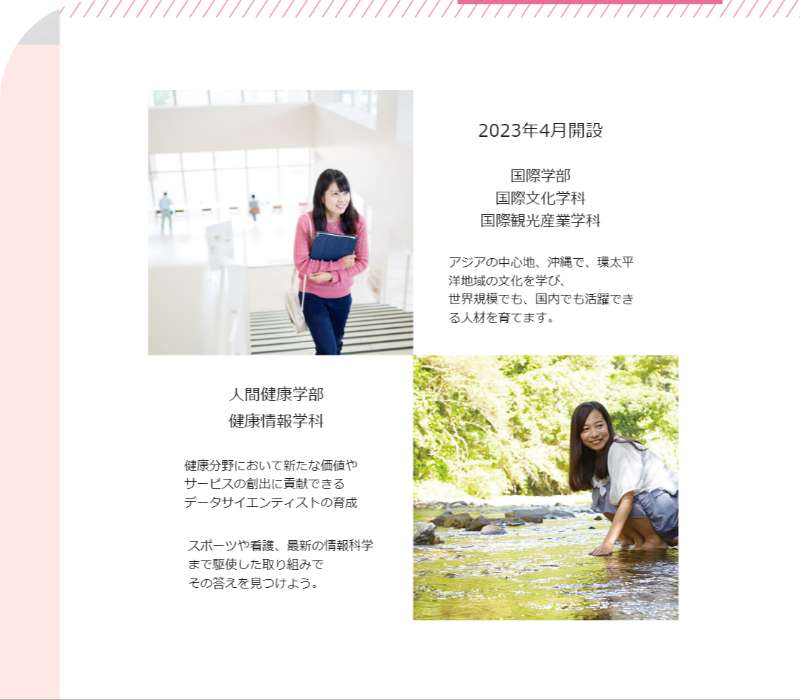 2023年4月開設
国際学部
国際文化学科
国際観光産業学科
アジアの中心地、沖縄で、環太平
洋地域の文化を学び、
世界規模でも、国内でも活躍でき
る人材を育てます。
人間健康学部
健康情報学科
健康分野において新たな価値や
サービスの創出に貢献できる
データサイエンティストの育成
スポーツや看護、最新の情報科学
まで駆使した取り組みで
その答えを見つけよう。